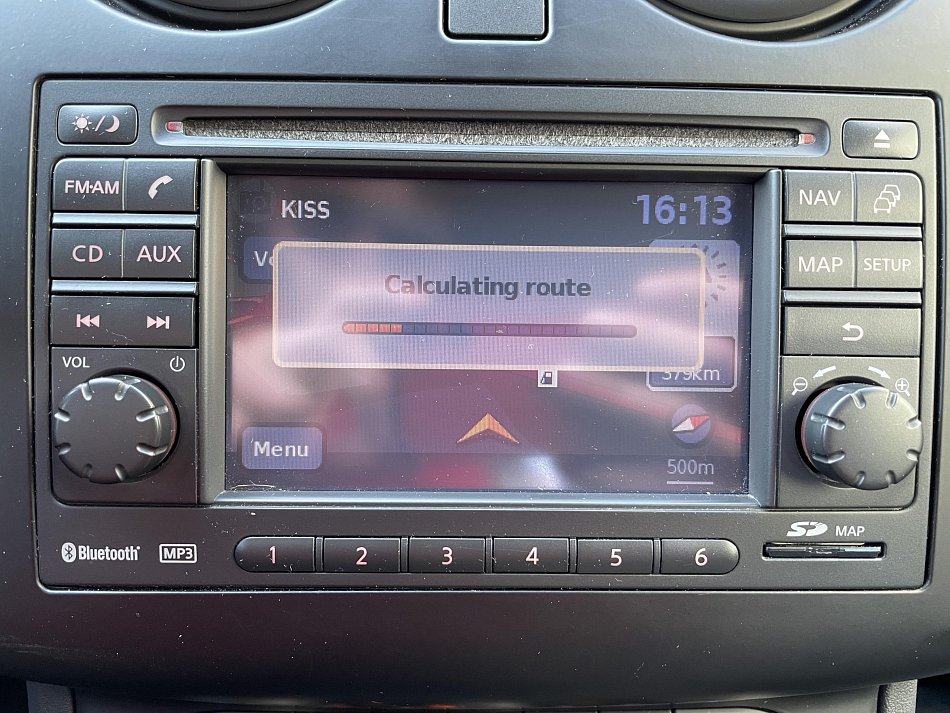 FM·AM
CD AUX
VOL
KISS 16:13
Calculating route
379km
Menu
500m
NAV
MAP SETUP
Bluetooth® MP3
1 2 3 4 5 6
SD MAP